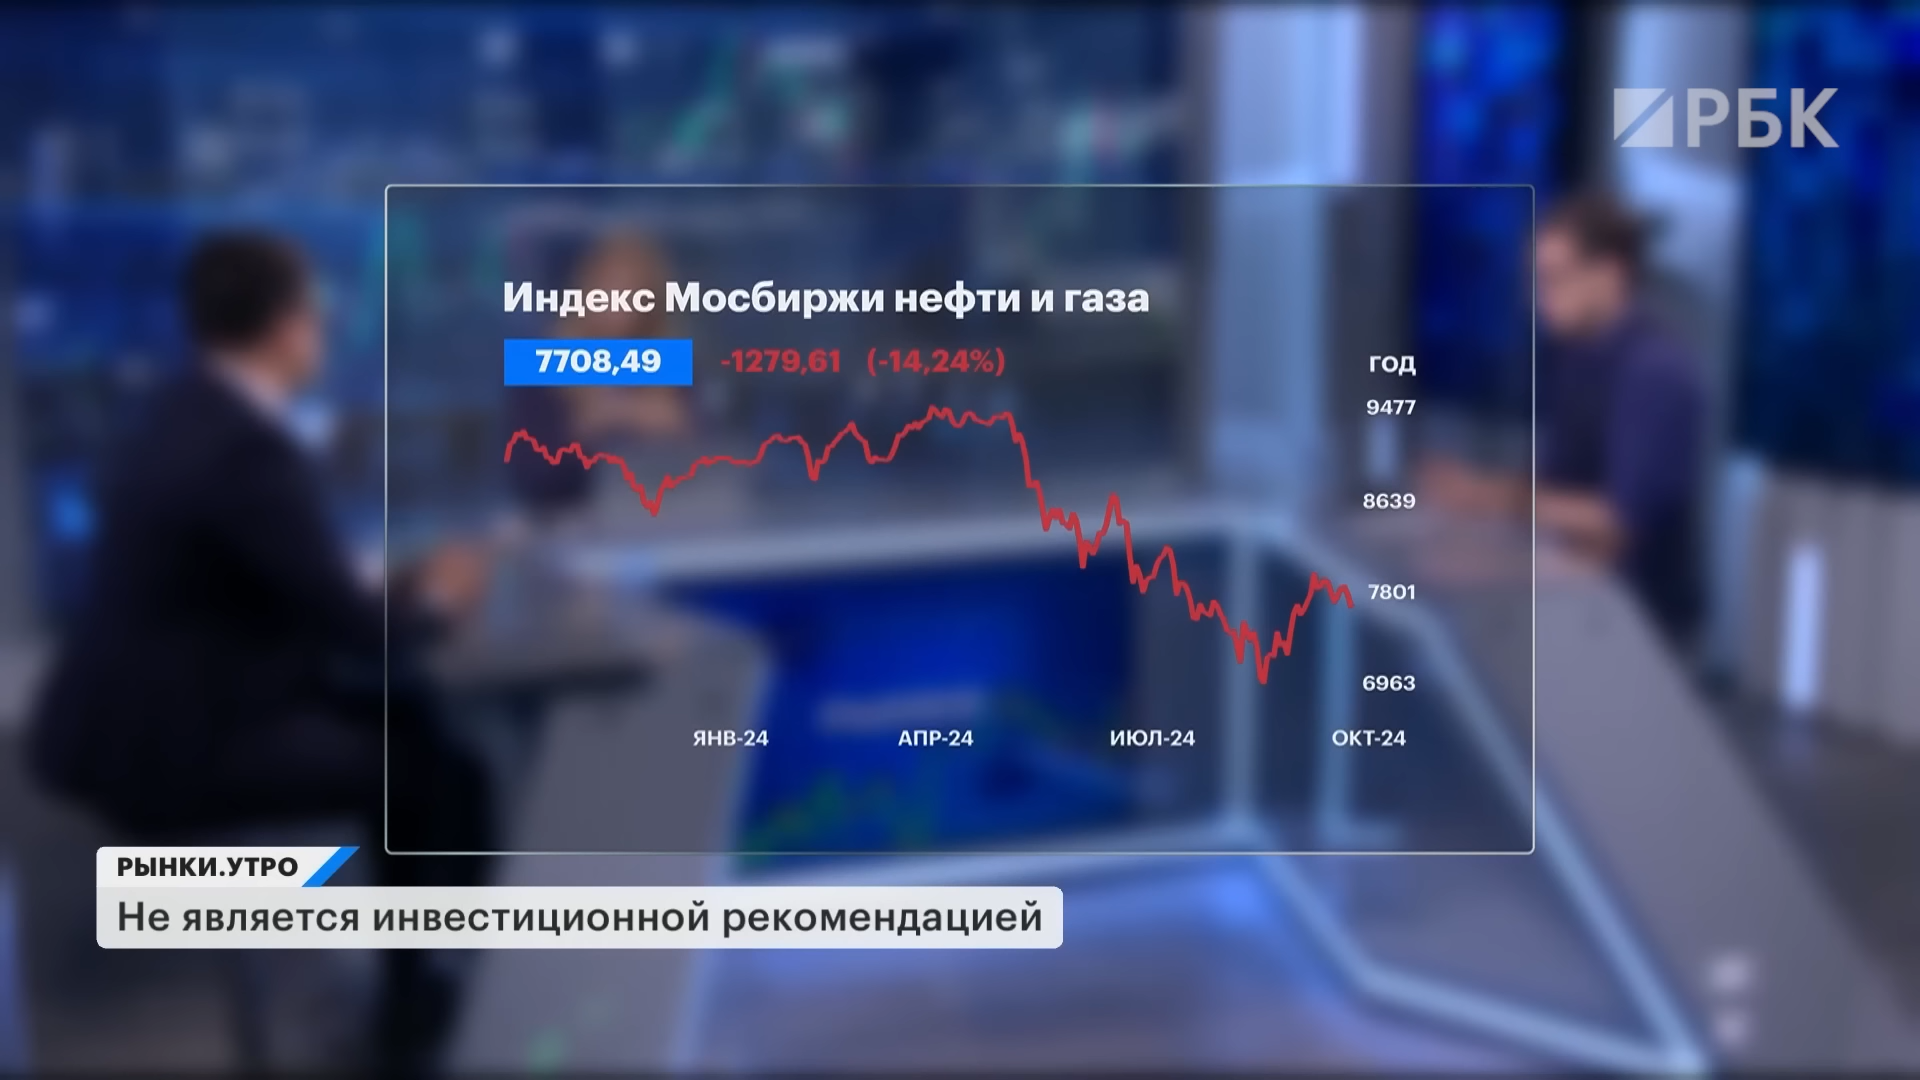 РБК
Индекс Мосбиржи нефти и газа
7708,49 -1279,61 (-14,24%)
ГОД
9477
8639
7801
6963
ЯНВ-24 АПР-24 ИЮЛ-24 ОКТ-24
РЫНКИ.УТРО
Не является инвестиционной рекомендацией